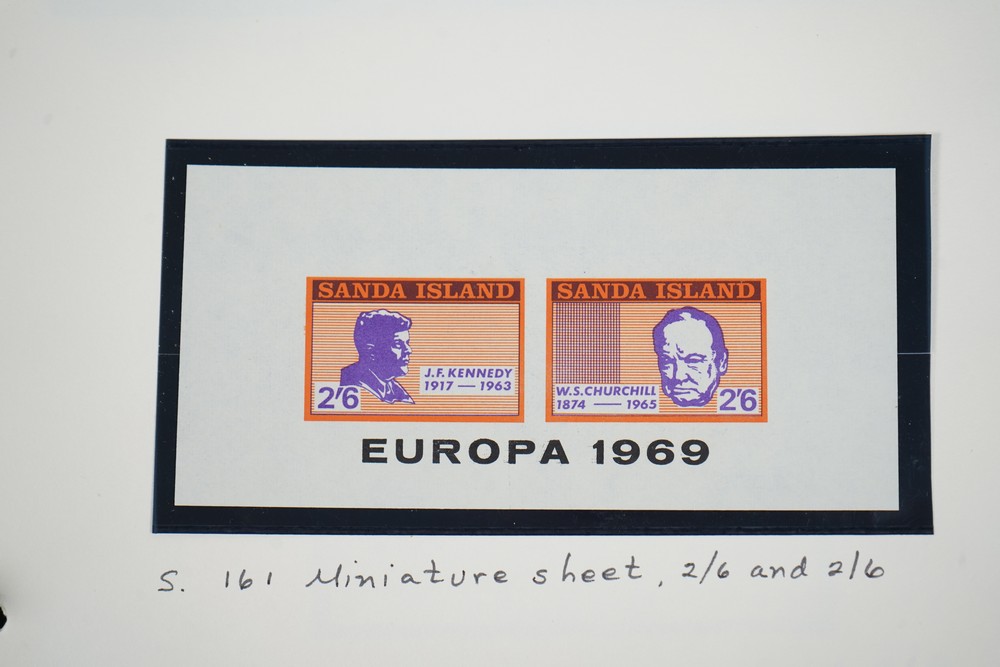 SANDA ISLAND
J.F. KENNEDY
1917 — 1963
2'6
SANDA ISLAND
W.S. CHURCHILL
1874 — 1965
2'6
EUROPA 1969
S. 161 Miniature sheet, 2/6 and 2/6